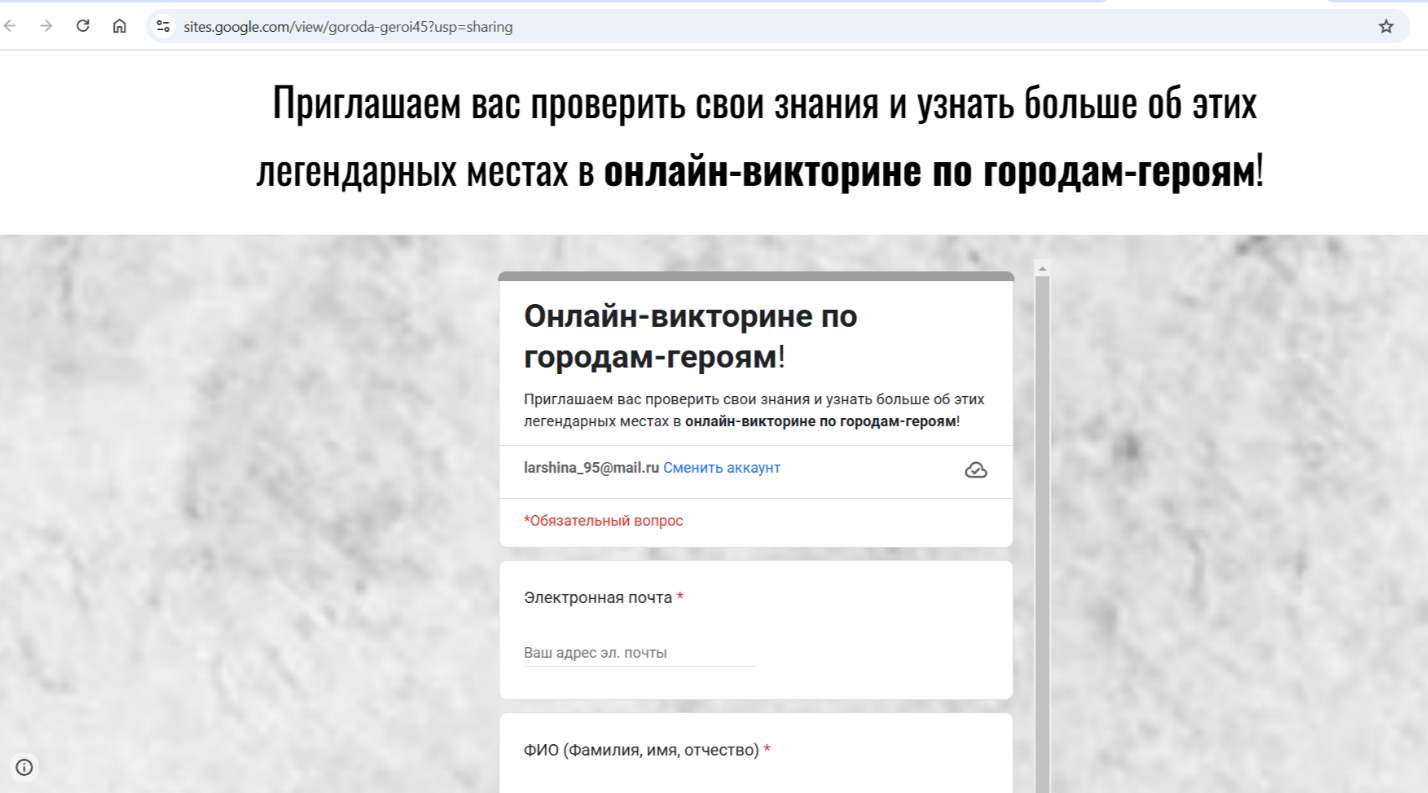 sites.google.com/view/goroda-geroi45?usp=sharing
Приглашаем вас проверить свои знания и узнать больше об этих
легендарных местах в онлайн-викторине по городам-героям!
Онлайн-викторине по
городам-героям!
Приглашаем вас проверить свои знания и узнать больше об этих
легендарных местах в онлайн-викторине по городам-героям!
larshina_95@mail.ru Сменить аккаунт
*Обязательный вопрос
Электронная почта *
Ваш адрес эл. почты
ФИО (Фамилия, имя, отчество) *